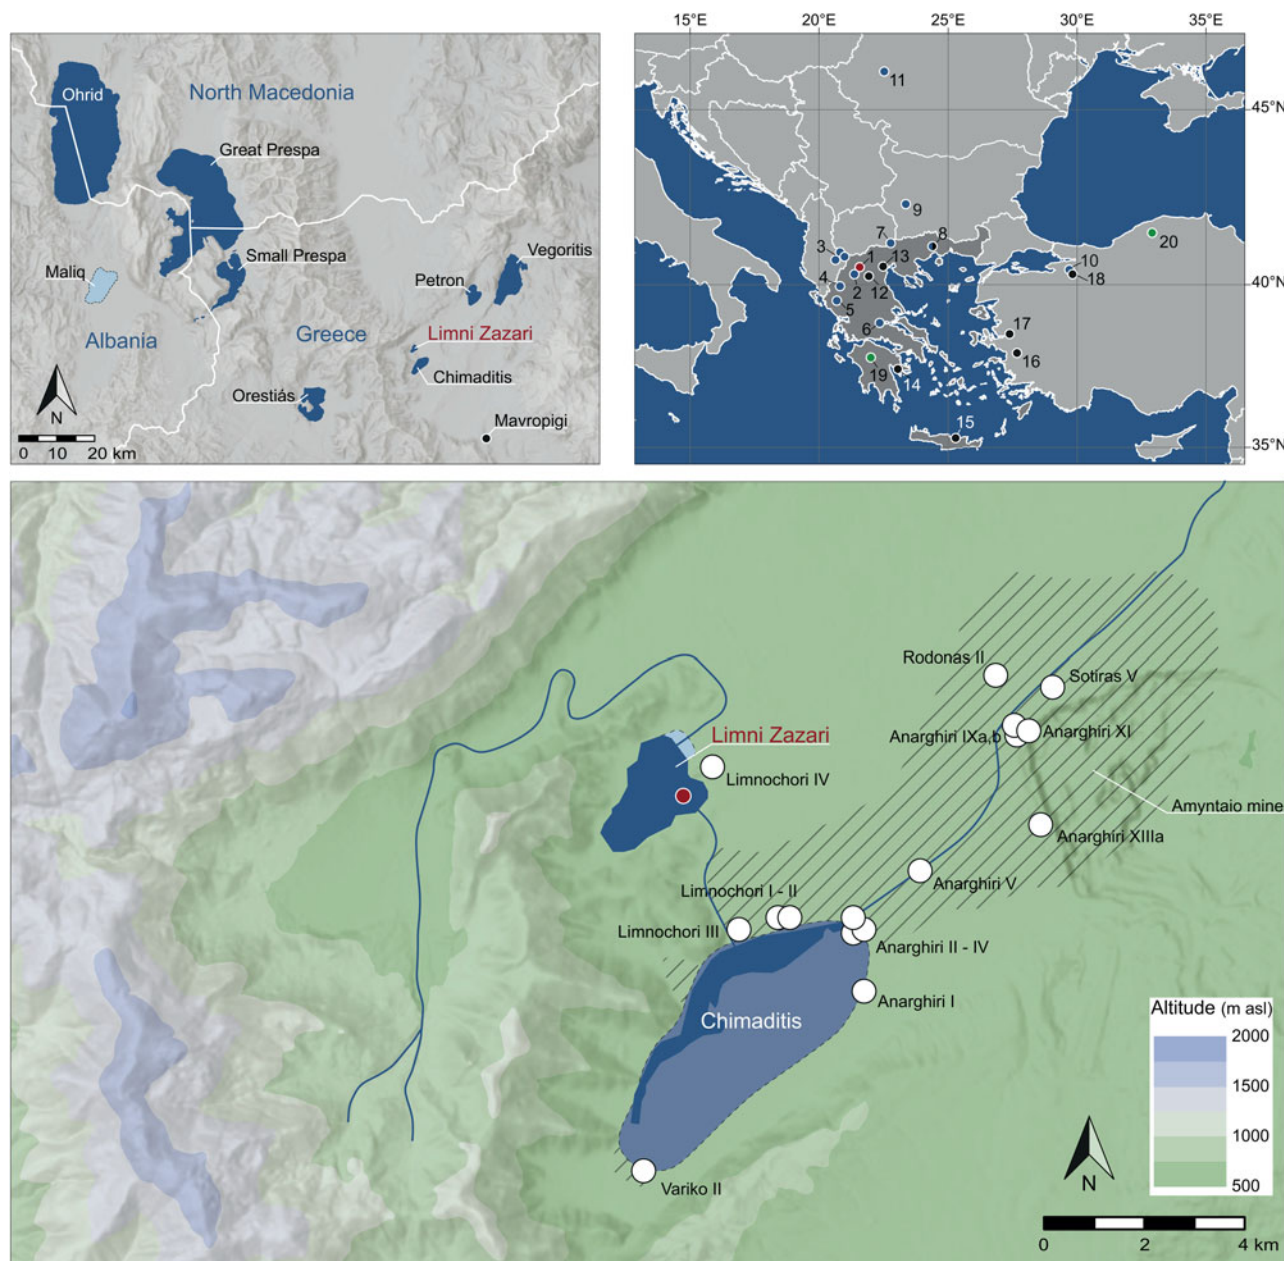 Ohrid
North Macedonia
Great Prespa
Small Prespa
Vegoritis
Maliq
Petron
Albania
Greece
Limni Zazari
Chimaditis
Orestiás
Mavropigi
N
0 10 20 km
15°E 20°E 25°E 30°E 35°E
45°N
40°N
35°N
11
9
7
8
3
1
13
4
2
12
5
6
19
14
15
10
18
20
17
16
Rodonas II
Sotiras V
Anarghiri IXa,b
Anarghiri XI
Limni Zazari
Limnochori IV
Amyntaio mine
Anarghiri XIIIa
Anarghiri V
Limnochori I - II
Limnochori III
Anarghiri II - IV
Anarghiri I
Chimaditis
Variko II
Altitude (m asl)
2000
1500
1000
500
N
0 2 4 km